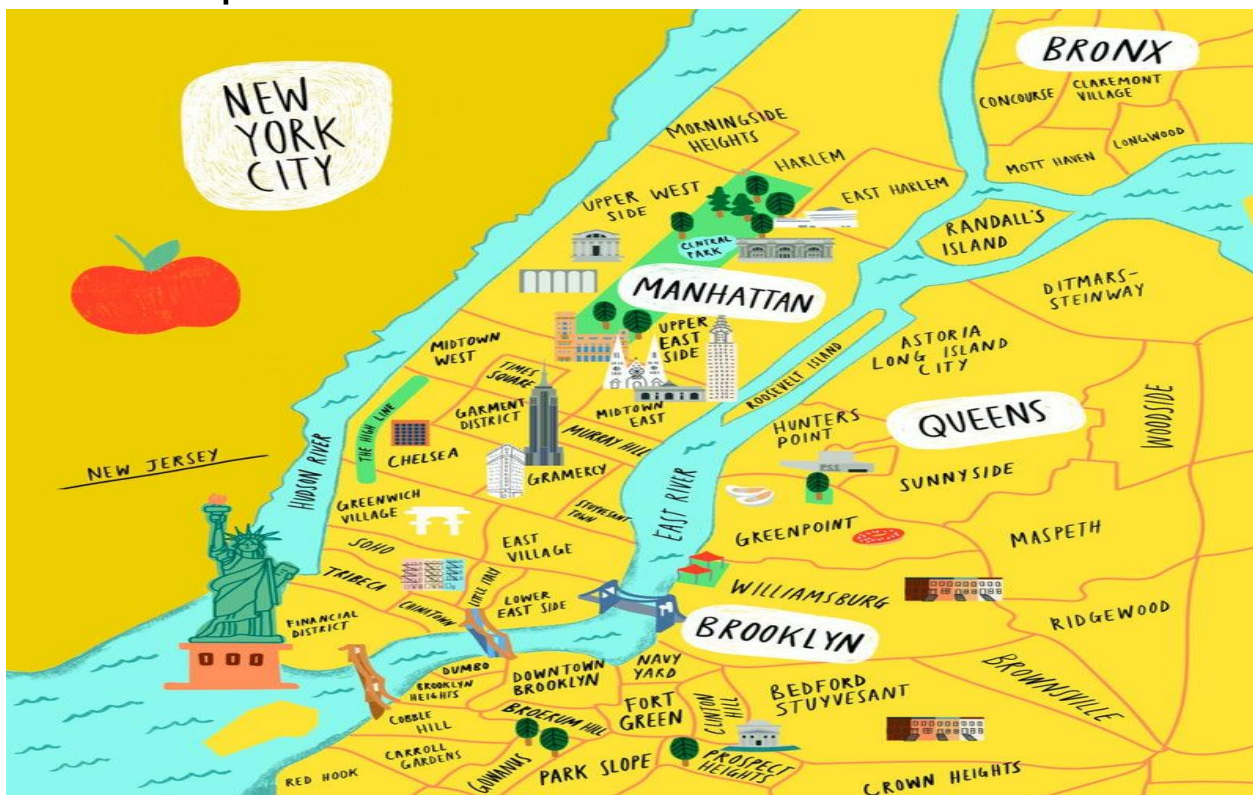 NEW
YORK
CITY
BRONX
CONCOURSE
CLAREMONT
VILLAGE
LONGWOOD
MOTT HAVEN
MORNINGSIDE
HEIGHTS
HARLEM
EAST HARLEM
UPPER WEST
SIDE
CENTRAL
PARK
RANDALL'S
ISLAND
MANHATTAN
DITMARS-
STEINWAY
UPPER
EAST
SIDE
MIDTOWN
WEST
TIMES
SQUARE
ROOSEVELT ISLAND
ASTORIA
LONG ISLAND
CITY
WOODSIDE
THE HIGH LINE
GARMENT
DISTRICT
MIDTOWN
EAST
HUNTERS
POINT
QUEENS
MURRAY HILL
CHELSEA
GRAMERCY
P.S.1
SUNNYSIDE
NEW JERSEY
HUDSON RIVER
GREENWICH
VILLAGE
STUYVESANT
TOWN
EAST RIVER
GREENPOINT
MASPETH
SOHO
EAST
VILLAGE
TRIBECA
LITTLE ITALY
CHINATOWN
LOWER
EAST SIDE
WILLIAMSBURG
RIDGEWOOD
FINANCIAL
DISTRICT
BROOKLYN
DUMBO
BROOKLYN
HEIGHTS
DOWNTOWN
BROOKLYN
NAVY
YARD
BROWNSVILLE
FORT
GREEN
CLINTON
HILL
BEDFORD
STUYVESANT
COBBLE
HILL
BROERUM HILL
CARROLL
GARDENS
RED HOOK
GOWANUS
PARK SLOPE
PROSPECT
HEIGHTS
CROWN HEIGHTS